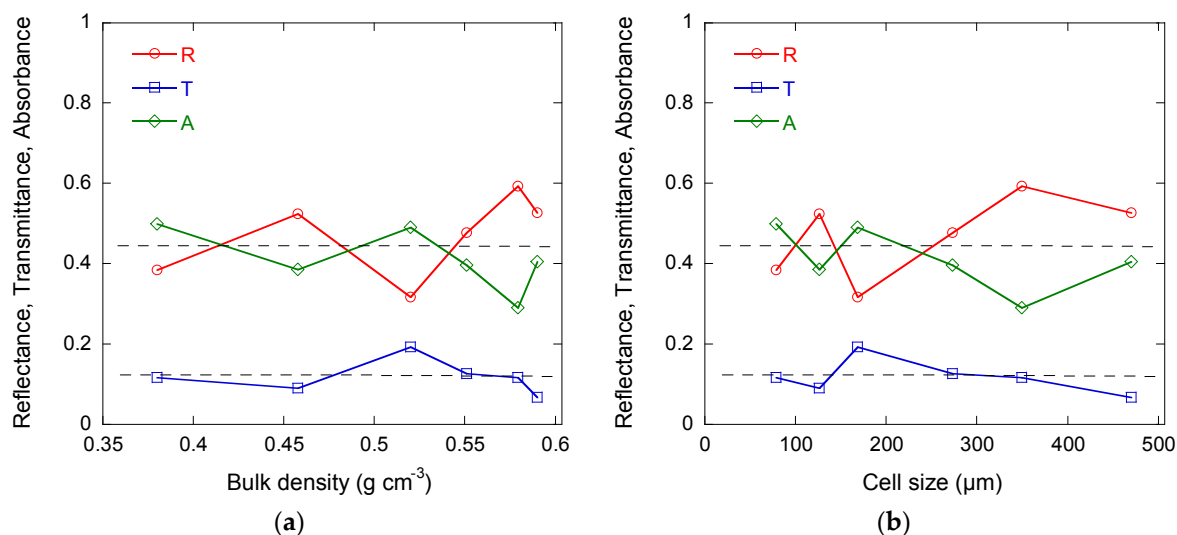 Reflectance, Transmittance, Absorbance
1
0.8
0.6
0.4
0.2
0
R
T
A
0.35
0.4
0.45
0.5
0.55
0.6
Bulk density (g cm-3)
(a)
Reflectance, Transmittance, Absorbance
1
0.8
0.6
0.4
0.2
0
R
T
A
0
100
200
300
400
500
Cell size (µm)
(b)